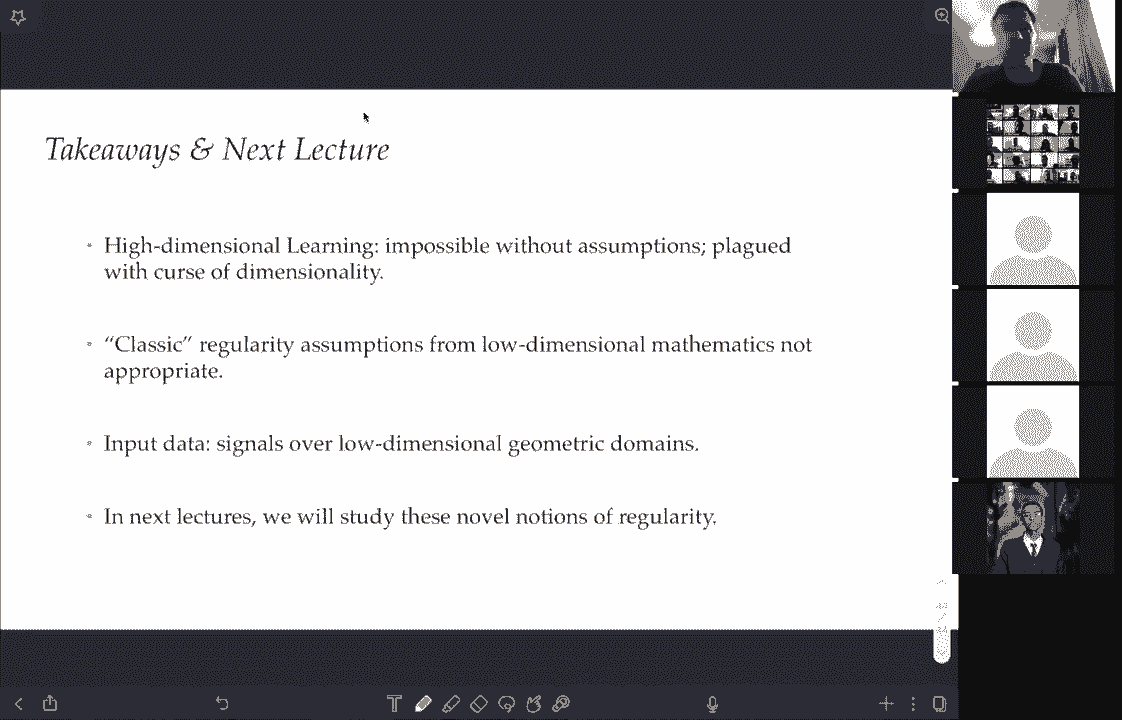 Takeaways & Next Lecture
High-dimensional Learning: impossible without assumptions; plagued
with curse of dimensionality.
“Classic” regularity assumptions from low-dimensional mathematics not
appropriate.
Input data: signals over low-dimensional geometric domains.
In next lectures, we will study these novel notions of regularity.